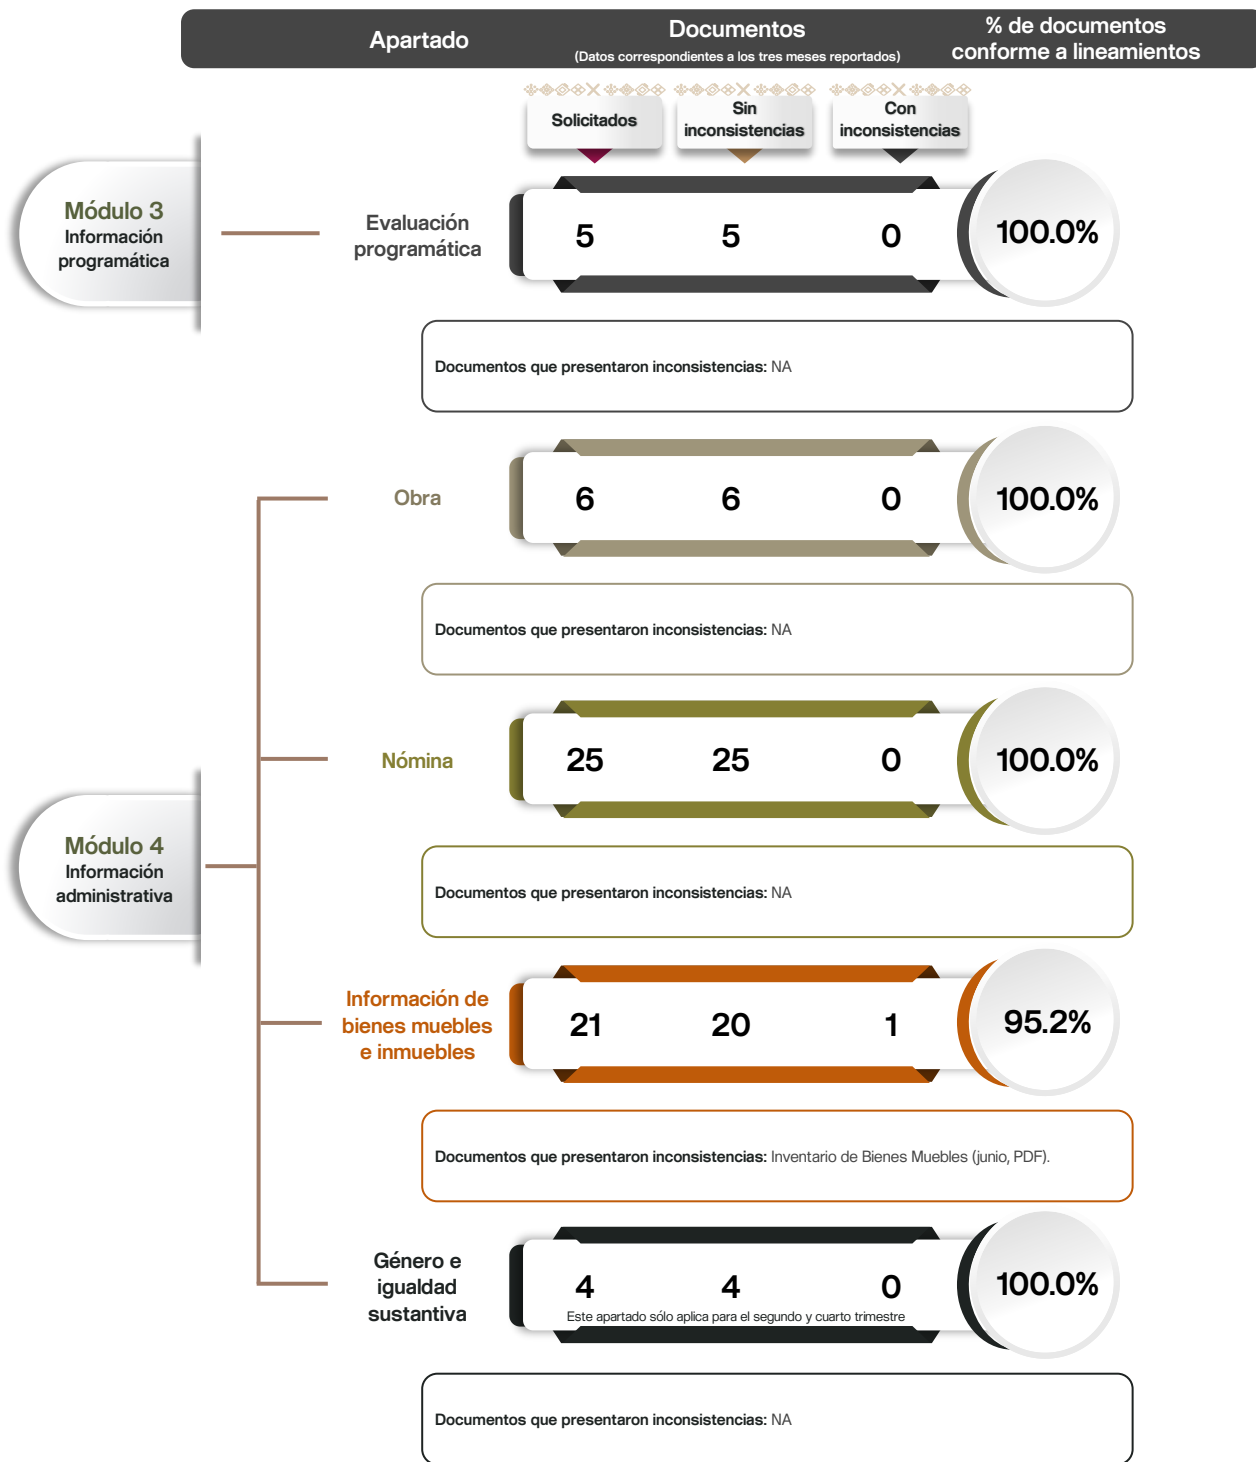 Apartado
Documentos
(Datos correspondientes a los tres meses reportados)
% de documentos
conforme a lineamientos
Solicitados
Sin
inconsistencias
Con
inconsistencias
Módulo 3
Información
programática
Evaluación
programática
5 5 0 100.0%
Documentos que presentaron inconsistencias: NA
Obra
6 6 0 100.0%
Documentos que presentaron inconsistencias: NA
Nómina
25 25 0 100.0%
Documentos que presentaron inconsistencias: NA
Módulo 4
Información
administrativa
Información de
bienes muebles
e inmuebles
21 20 1 95.2%
Documentos que presentaron inconsistencias: Inventario de Bienes Muebles (junio, PDF).
Género e
igualdad
sustantiva
4 4 0 100.0%
Este apartado sólo aplica para el segundo y cuarto trimestre
Documentos que presentaron inconsistencias: NA